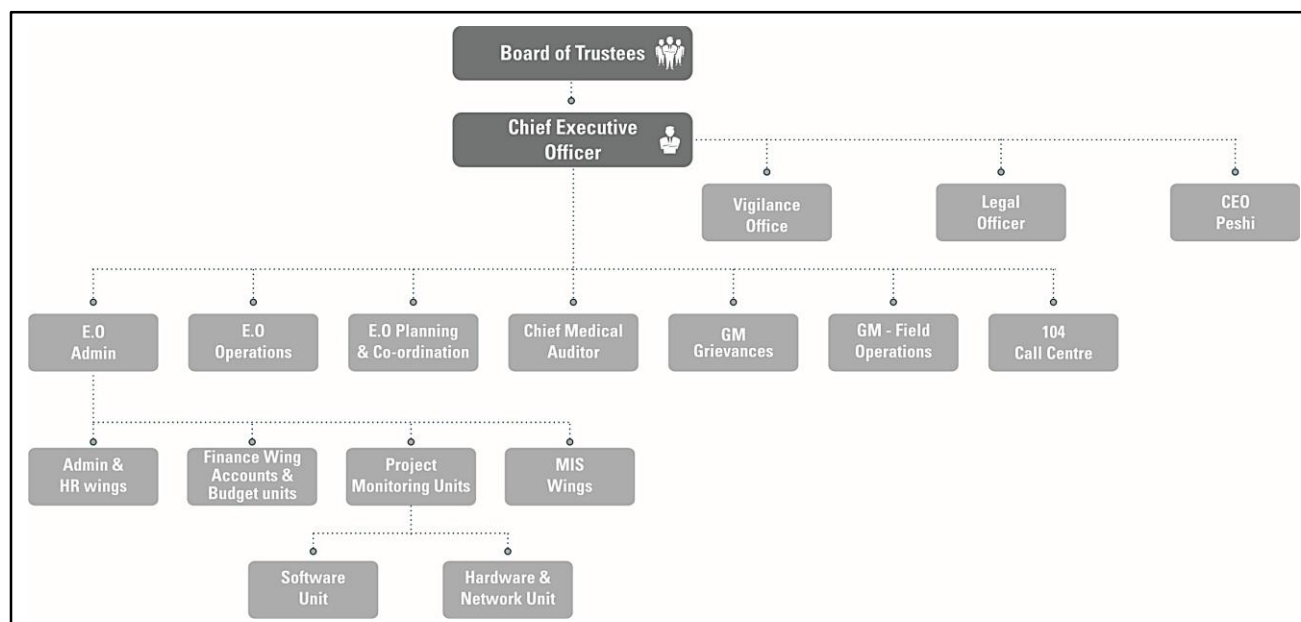 Board of Trustees
Chief Executive
Officer
Vigilance
Office
Legal
Officer
CEO
Peshi
E.O
Admin
E.O
Operations
E.O Planning
& Co-ordination
Chief Medical
Auditor
GM
Grievances
GM - Field
Operations
104
Call Centre
Admin &
HR wings
Finance Wing
Accounts &
Budget units
Project
Monitoring Units
MIS
Wings
Software
Unit
Hardware &
Network Unit